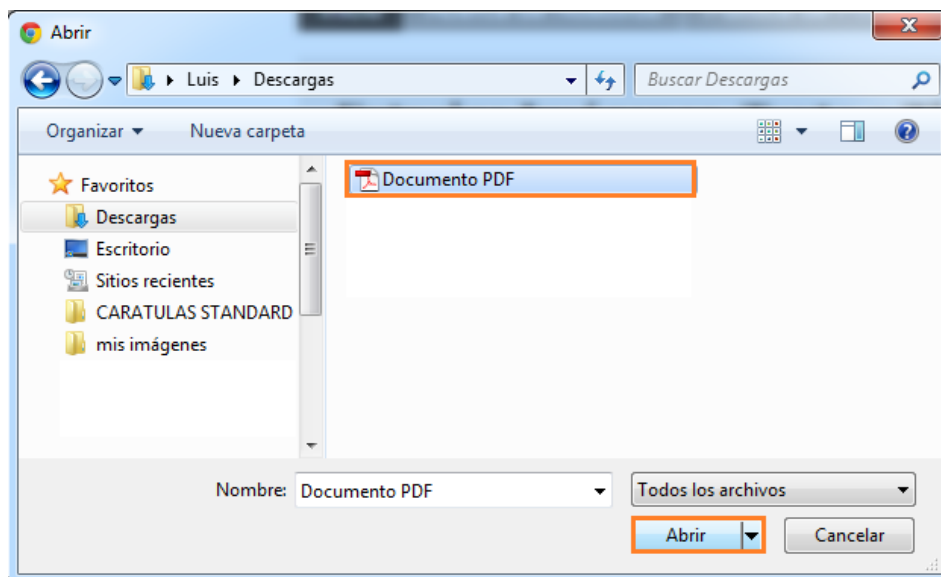 Abrir
Luis Descargas
Buscar Descargas
Organizar
Nueva carpeta
Favoritos
Descargas
Escritorio
Sitios recientes
CARATULAS STANDARD
mis imágenes
Documento PDF
Nombre: Documento PDF
Todos los archivos
Abrir
Cancelar